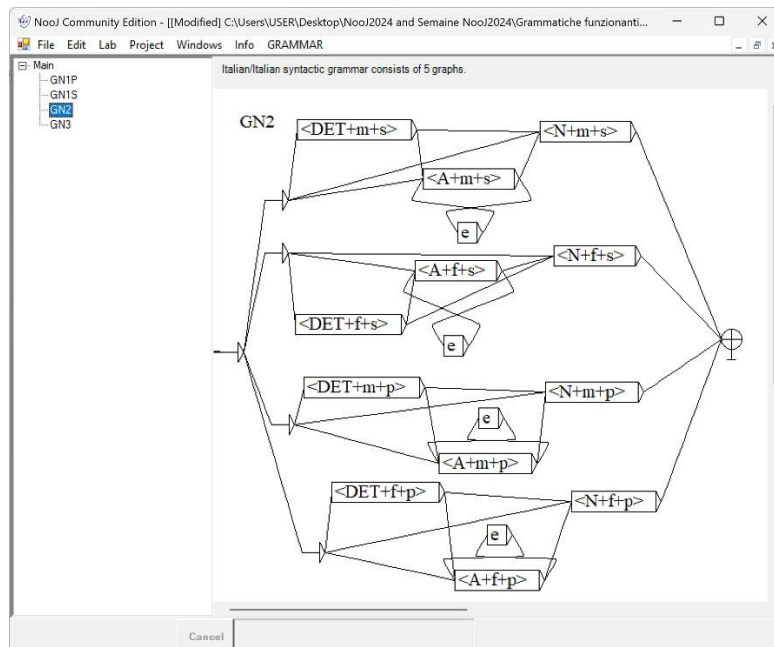 NooJ Community Edition - [[Modified] C:\Users\USER\Desktop\NooJ2024 and Semaine NooJ2024\Grammatiche funzionanti...
File Edit Lab Project Windows Info GRAMMAR
Main
GN1P
GN1S
GN2
GN3
Italian/Italian syntactic grammar consists of 5 graphs.
GN2
<DET+m+s>
<N+m+s>
<A+m+s>
e
<N+f+s>
<A+f+s>
<DET+f+s>
e
<DET+m+p>
<N+m+p>
e
<A+m+p>
<DET+f+p>
<N+f+p>
e
<A+f+p>
Cancel